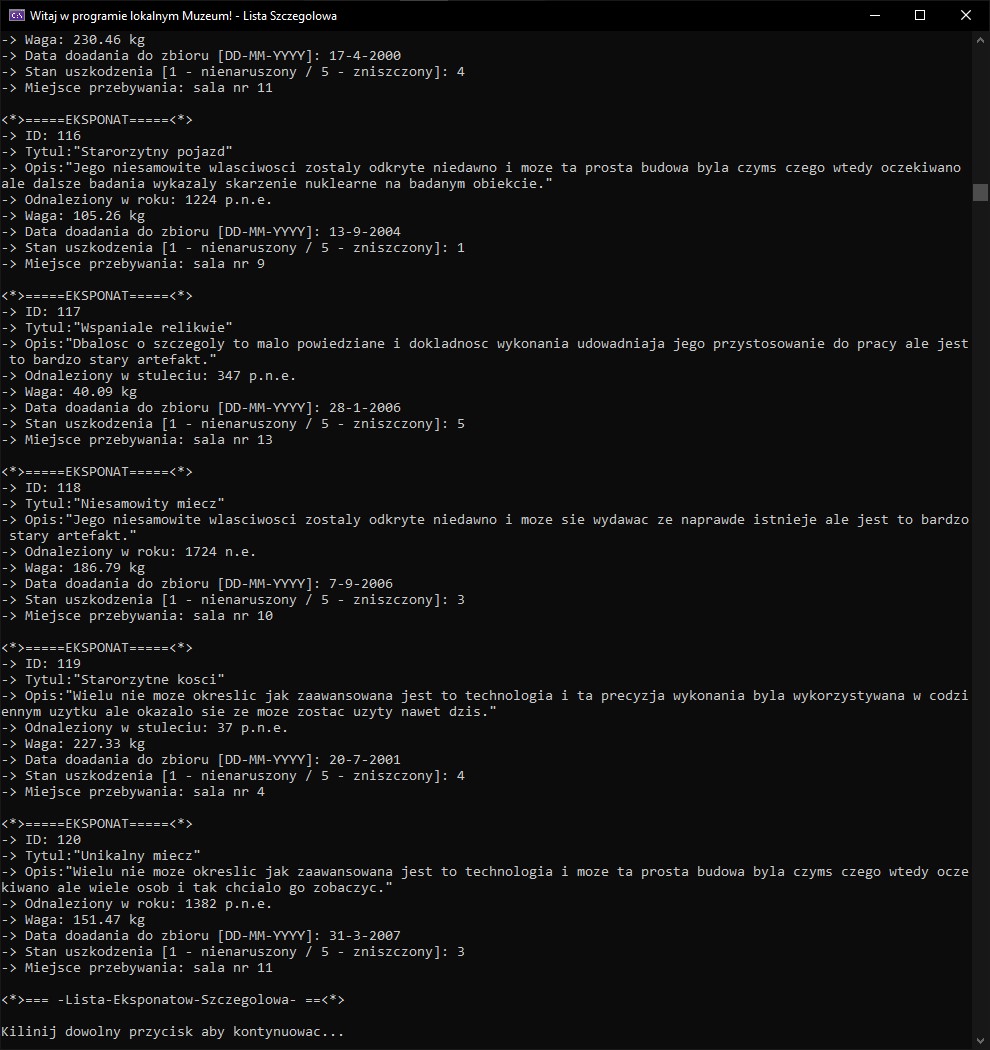 Witaj w programie lokalnym Muzeum! - Lista Szczegolowa
-> Waga: 230.46 kg
-> Data doadania do zbioru [DD-MM-YYYY]: 17-4-2000
-> Stan uszkodzenia [1 - nienaruszony / 5 - zniszczony]: 4
-> Miejsce przebywania: sala nr 11
<*>=====EKSPONAT=====<*>
-> ID: 116
-> Tytul:"Starorzytny pojazd"
-> Opis:"Jego niesamowite wlasciwosci zostaly odkryte niedawno i moze ta prosta budowa byla czyms czego wtedy oczekiwano
ale dalsze badania wykazaly skarzenie nuklearne na badanym obiekcie."
-> Odnaleziony w roku: 1224 p.n.e.
-> Waga: 105.26 kg
-> Data doadania do zbioru [DD-MM-YYYY]: 13-9-2004
-> Stan uszkodzenia [1 - nienaruszony / 5 - zniszczony]: 1
-> Miejsce przebywania: sala nr 9
<*>=====EKSPONAT=====<*>
-> ID: 117
-> Tytul:"Wspaniale relikwie"
-> Opis:"Dbalosc o szczegoly to malo powiedziane i dokladnosc wykonania udowadniaja jego przystosowanie do pracy ale jest
 to bardzo stary artefakt."
-> Odnaleziony w stuleciu: 347 p.n.e.
-> Waga: 40.09 kg
-> Data doadania do zbioru [DD-MM-YYYY]: 28-1-2006
-> Stan uszkodzenia [1 - nienaruszony / 5 - zniszczony]: 5
-> Miejsce przebywania: sala nr 13
<*>=====EKSPONAT=====<*>
-> ID: 118
-> Tytul:"Niesamowity miecz"
-> Opis:"Jego niesamowite wlasciwosci zostaly odkryte niedawno i moze sie wydawac ze naprawde istnieje ale jest to bardzo
 stary artefakt."
-> Odnaleziony w roku: 1724 n.e.
-> Waga: 186.79 kg
-> Data doadania do zbioru [DD-MM-YYYY]: 7-9-2006
-> Stan uszkodzenia [1 - nienaruszony / 5 - zniszczony]: 3
-> Miejsce przebywania: sala nr 10
<*>=====EKSPONAT=====<*>
-> ID: 119
-> Tytul:"Starorzytne kosci"
-> Opis:"Wielu nie moze okreslic jak zaawansowana jest to technologia i ta precyzja wykonania byla wykorzystywana w codzi
ennym uzytku ale okazalo sie ze moze zostac uzyty nawet dzis."
-> Odnaleziony w stuleciu: 37 p.n.e.
-> Waga: 227.33 kg
-> Data doadania do zbioru [DD-MM-YYYY]: 20-7-2001
-> Stan uszkodzenia [1 - nienaruszony / 5 - zniszczony]: 4
-> Miejsce przebywania: sala nr 4
<*>=====EKSPONAT=====<*>
-> ID: 120
-> Tytul:"Unikalny miecz"
-> Opis:"Wielu nie moze okreslic jak zaawansowana jest to technologia i moze ta prosta budowa byla czyms czego wtedy ocze
kiwano ale wiele osob i tak chcialo go zobaczyc."
-> Odnaleziony w roku: 1382 p.n.e.
-> Waga: 151.47 kg
-> Data doadania do zbioru [DD-MM-YYYY]: 31-3-2007
-> Stan uszkodzenia [1 - nienaruszony / 5 - zniszczony]: 3
-> Miejsce przebywania: sala nr 11
<*>=== -Lista-Eksponatow-Szczegolowa- ==<*>
Kilinij dowolny przycisk aby kontynuowac...